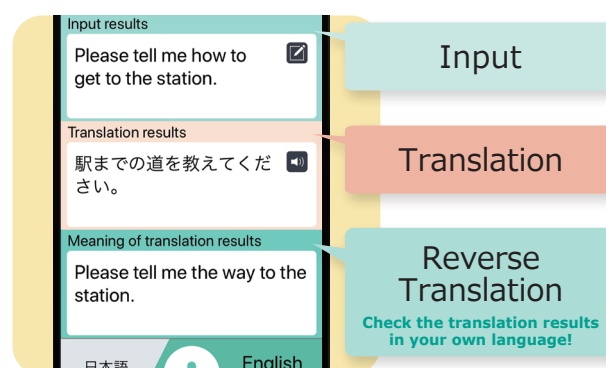 Input results
Please tell me how to
get to the station.
Input
Translation results
駅までの道を教えてくだ
さい。
Translation
Meaning of translation results
Please tell me the way to the
station.
Reverse
Translation
Check the translation results
in your own language!
日本語
English